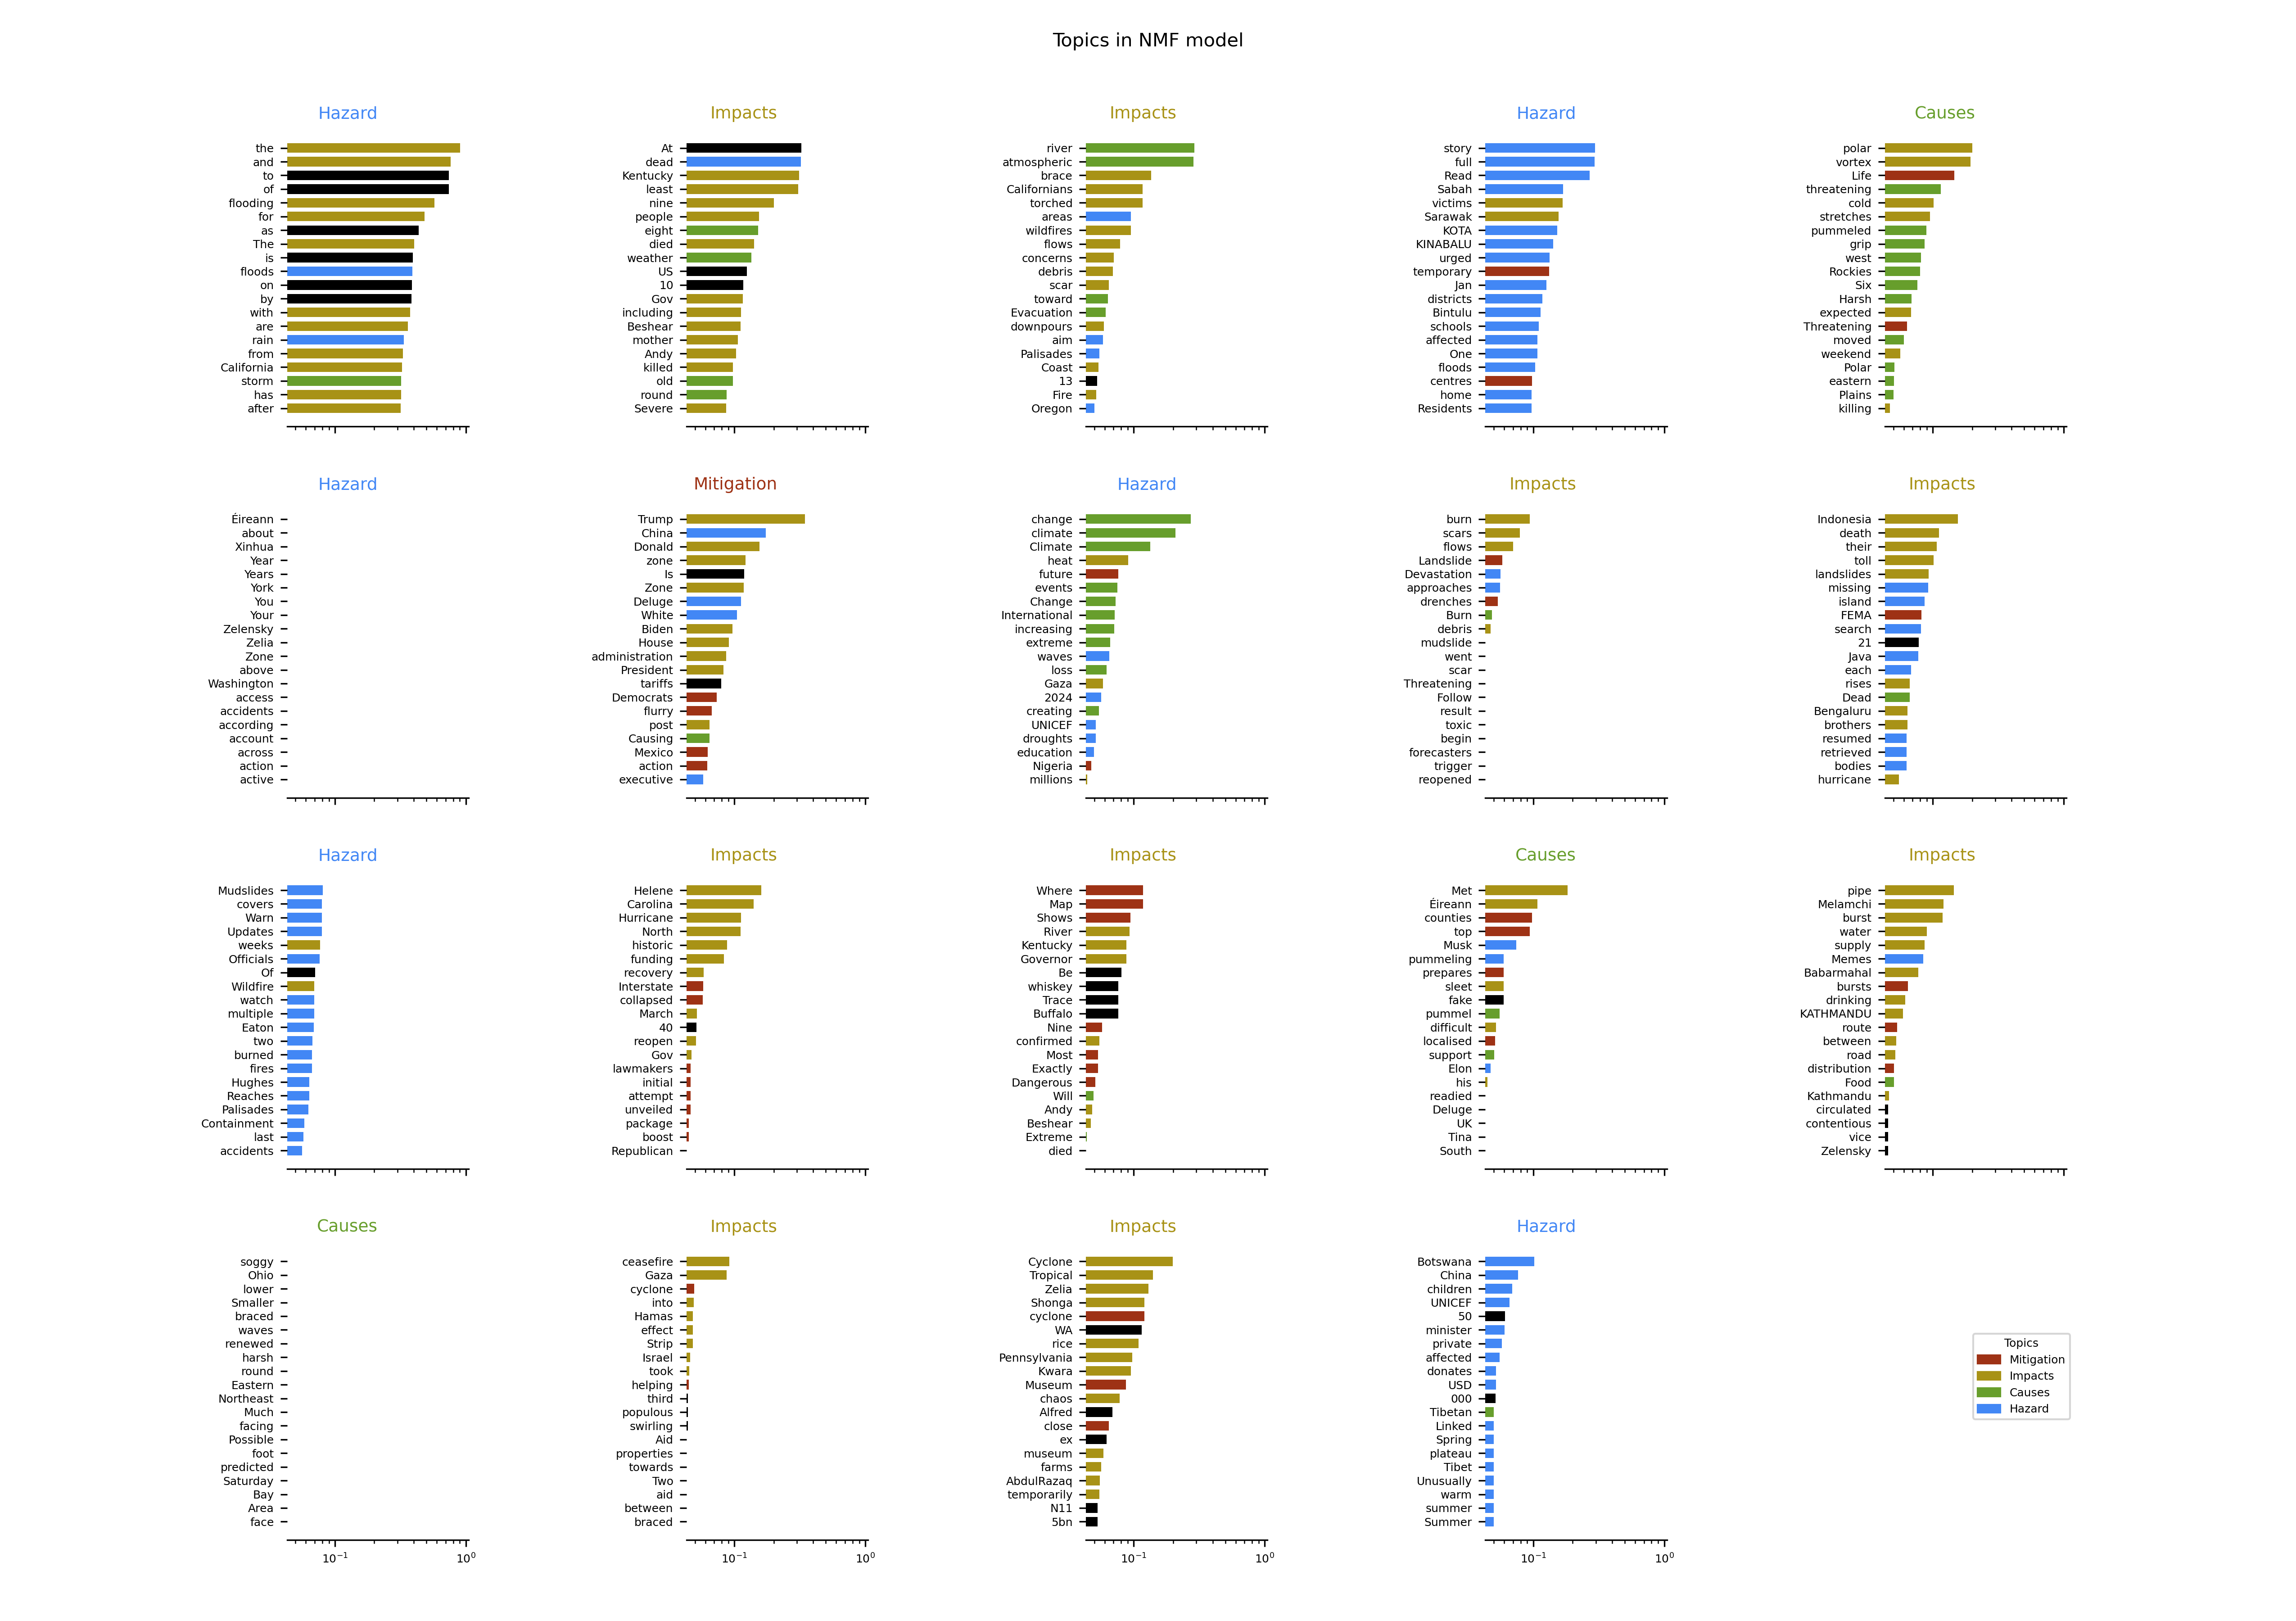 Topics in NMF model
Hazard
the
and
to
of
flooding
for
as
The
is
floods
on
by
with
are
rain
from
California
storm
has
after
Impacts
At
dead
Kentucky
least
nine
people
eight
died
weather
US
10
Gov
including
Beshear
mother
Andy
killed
old
round
Severe
Impacts
river
atmospheric
brace
Californians
torched
areas
wildfires
flows
concerns
debris
scar
toward
Evacuation
downpours
aim
Palisades
Coast
13
Fire
Oregon
Hazard
story
full
Read
Sabah
victims
Sarawak
KOTA
KINABALU
urged
temporary
Jan
districts
Bintulu
schools
affected
One
floods
centres
home
Residents
Causes
polar
vortex
Life
threatening
cold
stretches
pummeled
grip
west
Rockies
Six
Harsh
expected
Threatening
moved
weekend
Polar
eastern
Plains
killing
Hazard
Éireann
about
Xinhua
Year
Years
York
You
Your
Zelensky
Zelia
Zone
above
Washington
access
accidents
according
account
across
action
active
Mitigation
Trump
China
Donald
zone
Is
Zone
Deluge
White
Biden
House
administration
President
tariffs
Democrats
flurry
post
Causing
Mexico
action
executive
Hazard
change
climate
Climate
heat
future
events
Change
International
increasing
extreme
waves
loss
Gaza
2024
creating
UNICEF
droughts
education
Nigeria
millions
Impacts
burn
scars
flows
Landslide
Devastation
approaches
drenches
Burn
debris
mudslide
went
scar
Threatening
Follow
result
toxic
begin
forecasters
trigger
reopened
Impacts
Indonesia
death
their
toll
landslides
missing
island
FEMA
search
21
Java
each
rises
Dead
Bengaluru
brothers
resumed
retrieved
bodies
hurricane
Hazard
Mudslides
covers
Warn
Updates
weeks
Officials
Of
Wildfire
watch
multiple
Eaton
two
burned
fires
Hughes
Reaches
Palisades
Containment
last
accidents
Impacts
Helene
Carolina
Hurricane
North
historic
funding
recovery
Interstate
collapsed
March
40
reopen
Gov
lawmakers
initial
attempt
unveiled
package
boost
Republican
Impacts
Where
Map
Shows
River
Kentucky
Governor
Be
whiskey
Trace
Buffalo
Nine
confirmed
Most
Exactly
Dangerous
Will
Andy
Beshear
Extreme
died
Causes
Met
Éireann
counties
top
Musk
pummeling
prepares
sleet
fake
pummel
difficult
localised
support
Elon
his
readied
Deluge
UK
Tina
South
Impacts
pipe
Melamchi
burst
water
supply
Memes
Babarmahal
bursts
drinking
KATHMANDU
route
between
road
distribution
Food
Kathmandu
circulated
contentious
vice
Zelensky
Causes
soggy
Ohio
lower
Smaller
braced
waves
renewed
harsh
round
Eastern
Northeast
Much
facing
Possible
foot
predicted
Saturday
Bay
Area
face
10⁻¹ 10⁰
Impacts
ceasefire
Gaza
cyclone
into
Hamas
effect
Strip
Israel
took
helping
third
populous
swirling
Aid
properties
towards
Two
aid
between
braced
10⁻¹ 10⁰
Impacts
Cyclone
Tropical
Zelia
Shonga
cyclone
WA
rice
Pennsylvania
Kwara
Museum
chaos
Alfred
close
ex
museum
farms
AbdulRazaq
temporarily
N11
5bn
10⁻¹ 10⁰
Hazard
Botswana
China
children
UNICEF
50
minister
private
affected
donates
USD
000
Tibetan
Linked
Spring
plateau
Tibet
Unusually
warm
summer
Summer
10⁻¹ 10⁰
Topics
Mitigation
Impacts
Causes
Hazard